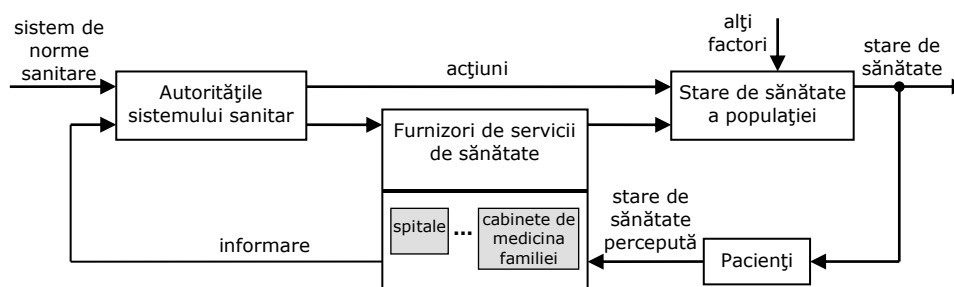 sistem de
norme
sanitare
Autorităţile
sistemului sanitar
acţiuni
Furnizori de servicii
de sănătate
alţi
factori
Stare de sănătate
a populaţiei
stare de
sănătate
spitale
...
cabinete de
medicina
familiei
informare
stare de
sănătate
percepută
Pacienţi